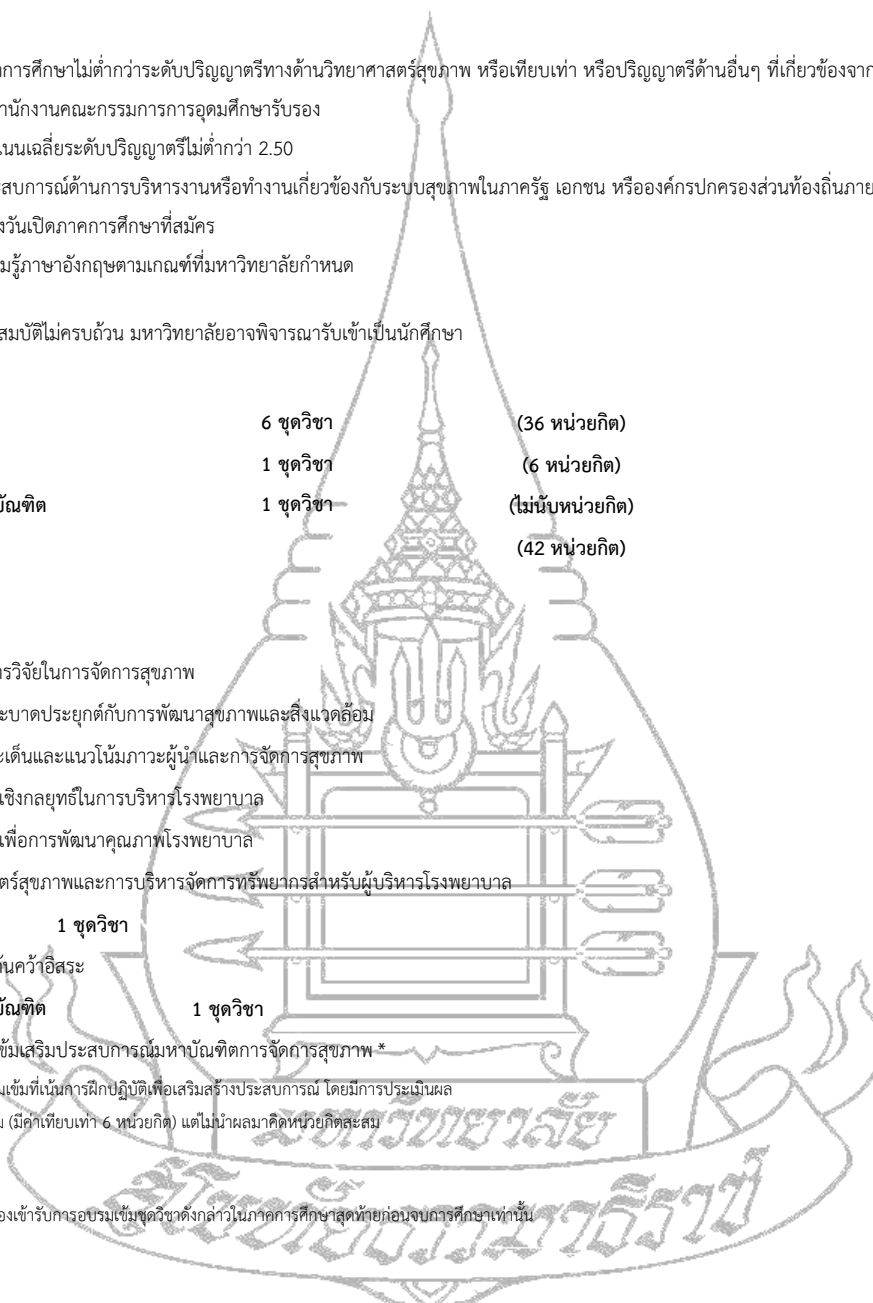 การศึกษาไม่ต่ำกว่าระดับปริญญาตรีทางด้านวิทยาศาสตร์สุขภาพ หรือเทียบเท่า หรือปริญญาตรีด้านอื่นๆ ที่เกี่ยวข้องจาก
สำนักงานคณะกรรมการการอุดมศึกษารับรอง
แนนเฉลี่ยระดับปริญญาตรีไม่ต่ำกว่า 2.50
ะสบการณ์ด้านการบริหารงานหรือทำงานเกี่ยวข้องกับระบบสุขภาพในภาครัฐ เอกชน หรือองค์กรปกครองส่วนท้องถิ่นภาย
งวันเปิดภาคการศึกษาที่สมัคร
มรู้ภาษาอังกฤษตามเกณฑ์ที่มหาวิทยาลัยกำหนด
สมบัติไม่ครบถ้วน มหาวิทยาลัยอาจพิจารณารับเข้าเป็นนักศึกษา
6 ชุดวิชา (36 หน่วยกิต)
1 ชุดวิชา (6 หน่วยกิต)
บัณฑิต 1 ชุดวิชา (ไม่นับหน่วยกิต)
(42 หน่วยกิต)
ารวิจัยในการจัดการสุขภาพ
ะบาดประยุกต์กับการพัฒนาสุขภาพและสิ่งแวดล้อม
ะเด็นและแนวโน้มภาวะผู้นำและการจัดการสุขภาพ
เชิงกลยุทธ์ในการบริหารโรงพยาบาล
เพื่อการพัฒนาคุณภาพโรงพยาบาล
ตร์สุขภาพและการบริหารจัดการทรัพยากรสำหรับผู้บริหารโรงพยาบาล
1 ชุดวิชา
ค้นคว้าอิสระ
บัณฑิต 1 ชุดวิชา
ข้มเสริมประสบการณ์มหาบัณฑิตการจัดการสุขภาพ *
มเข้มที่เน้นการฝึกปฏิบัติเพื่อเสริมสร้างประสบการณ์ โดยมีการประเมินผล
ม (มีค่าเทียบเท่า 6 หน่วยกิต) แต่ไม่นำผลมาคิดหน่วยกิตสะสม
มหาวิทยาลัย
องเข้ารับการอบรมเข้มชุดวิชาดังกล่าวในภาคการศึกษาสุดท้ายก่อนจบการศึกษาเท่านั้น
สุโขทัยธรรมาธิราช